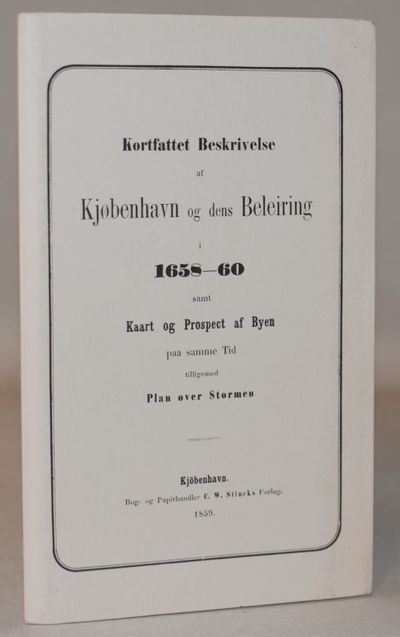 Kortfattet Beskrivelse
af
Kjøbenhavn og dens Beleiring
i
1658—60
samt
Kaart og Prospect af Byen
paa samme Tid
tilligemed
Plan over Stormen
Kjöbenhavn.
Bog- og Papirhandler C. W. Stincks Forlag.
1859.